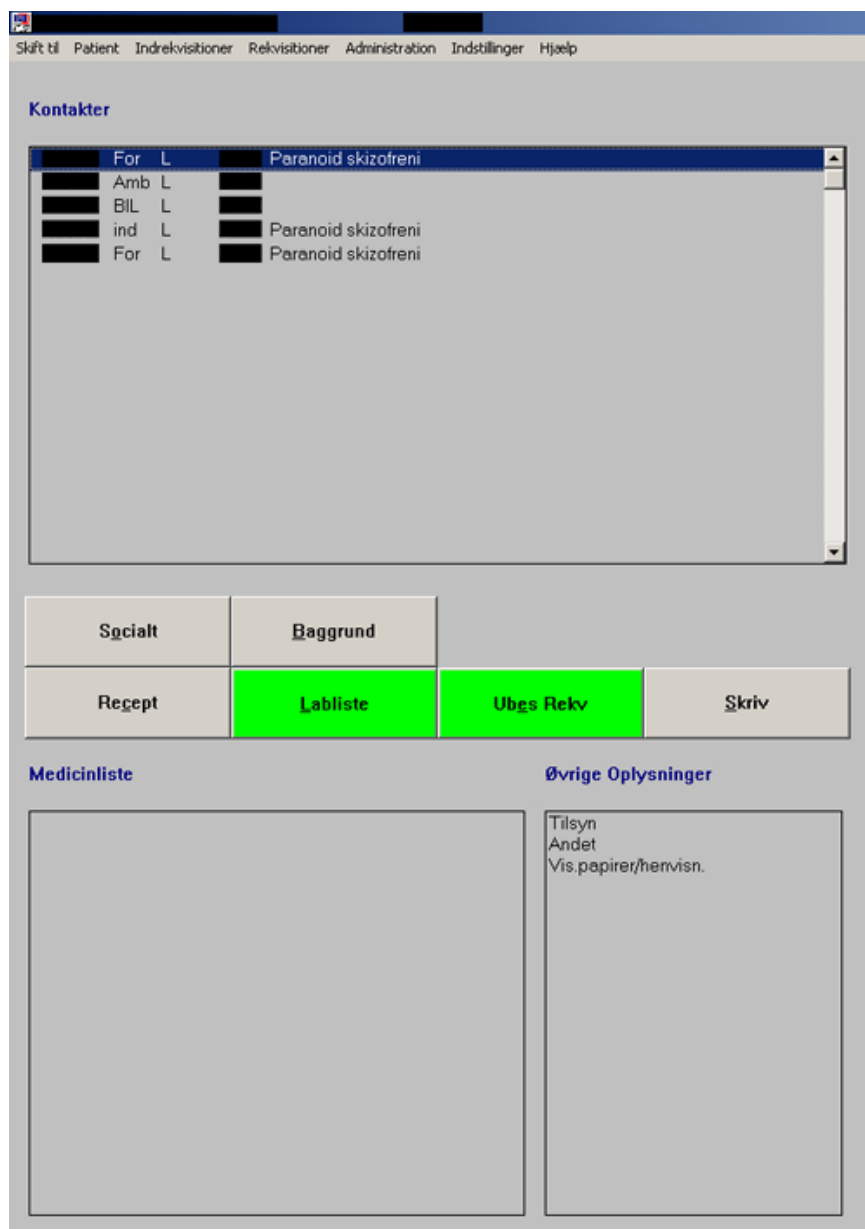 Skift til Patient Indrekvisitioner Rekvisitioner Administration Indstillinger Hjælp
Kontakter
For L Paranoid skizofreni
Amb L
BIL L
ind L Paranoid skizofreni
For L Paranoid skizofreni
Socialt Baggrund
Recept Labliste Ubes Rekv Skriv
Medicinliste Øvrige Oplysninger
Tilsyn
Andet
Vis.papirer/henvisn.